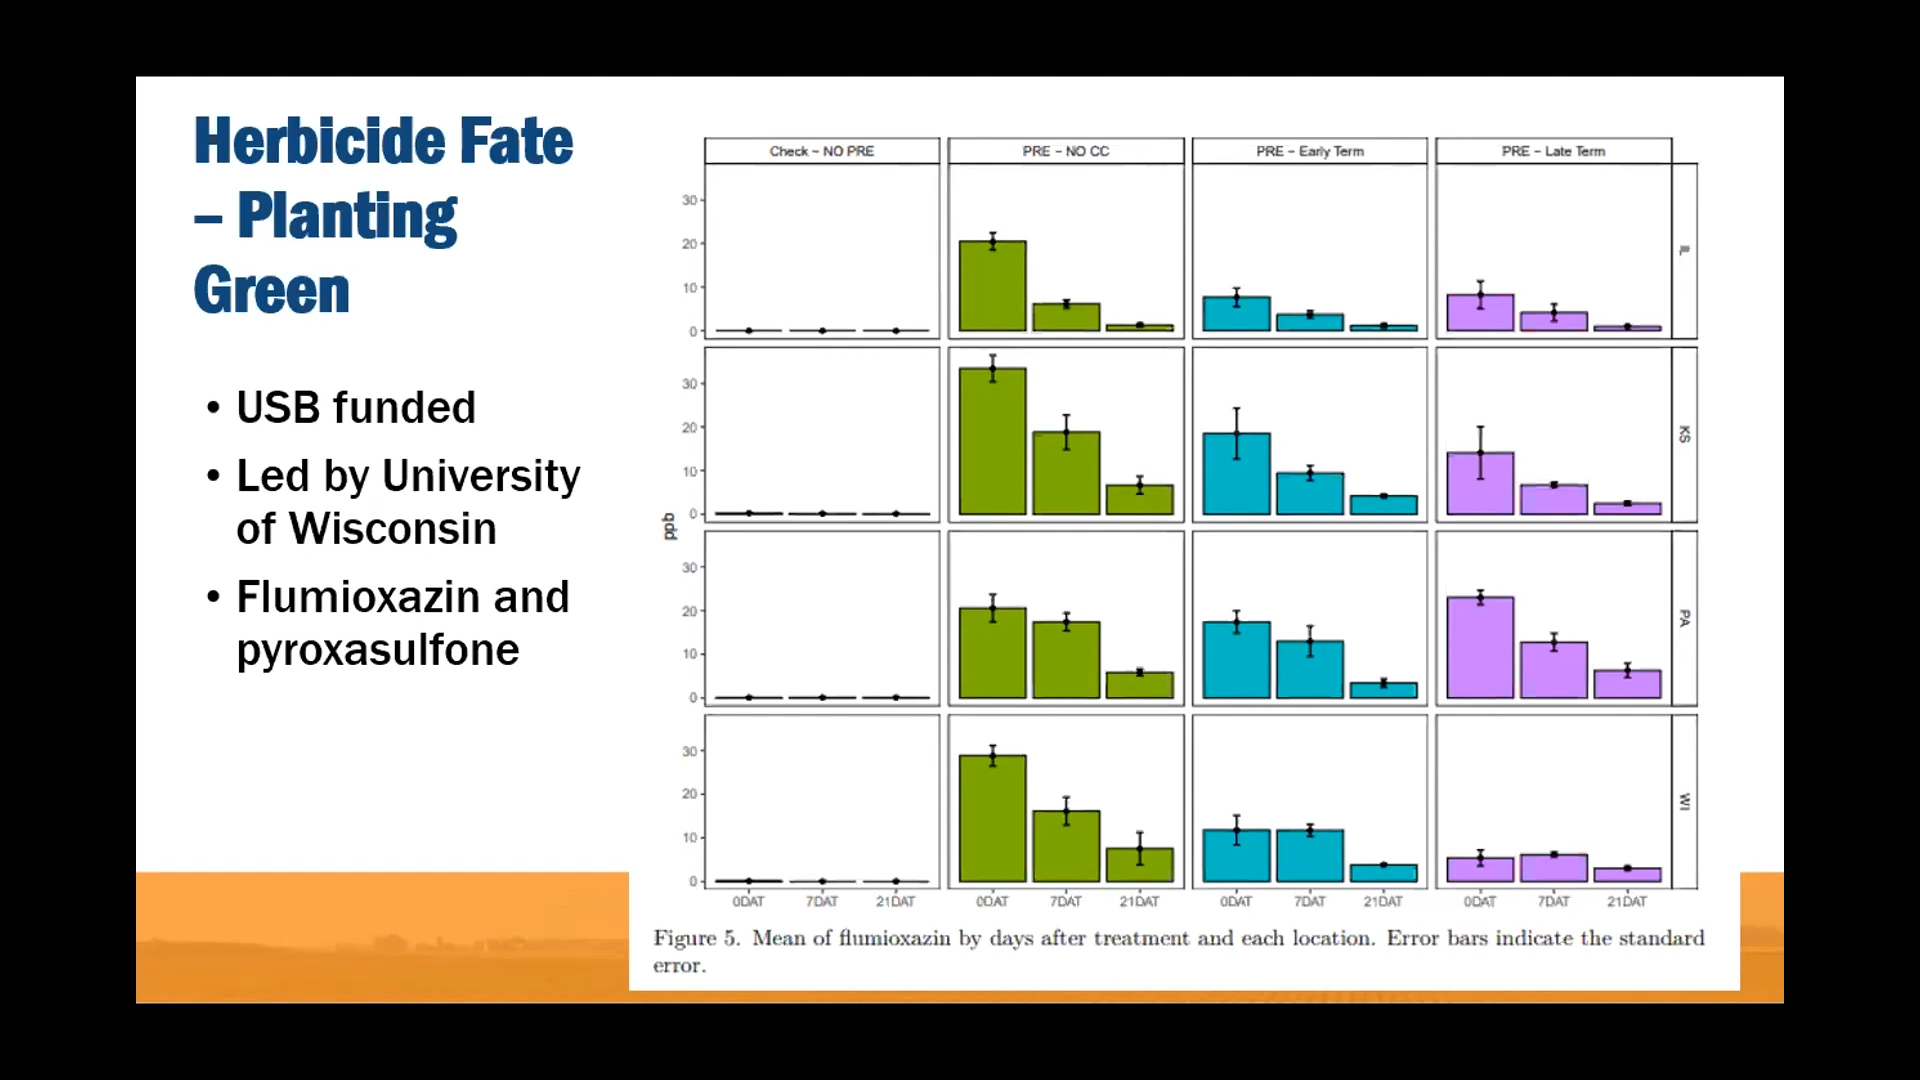 Herbicide Fate
– Planting
Green
• USB funded
• Led by University
of Wisconsin
• Flumioxazin and
pyroxasulfone
Check − NO PRE
PRE − NO CC
PRE − Early Term
PRE − Late Term
30
20
10
0
IL
30
20
10
0
KS
ppb
30
20
10
0
PA
30
20
10
0
WI
0DAT 7DAT 21DAT
0DAT 7DAT 21DAT
0DAT 7DAT 21DAT
0DAT 7DAT 21DAT
Figure 5. Mean of flumioxazin by days after treatment and each location. Error bars indicate the standard
error.